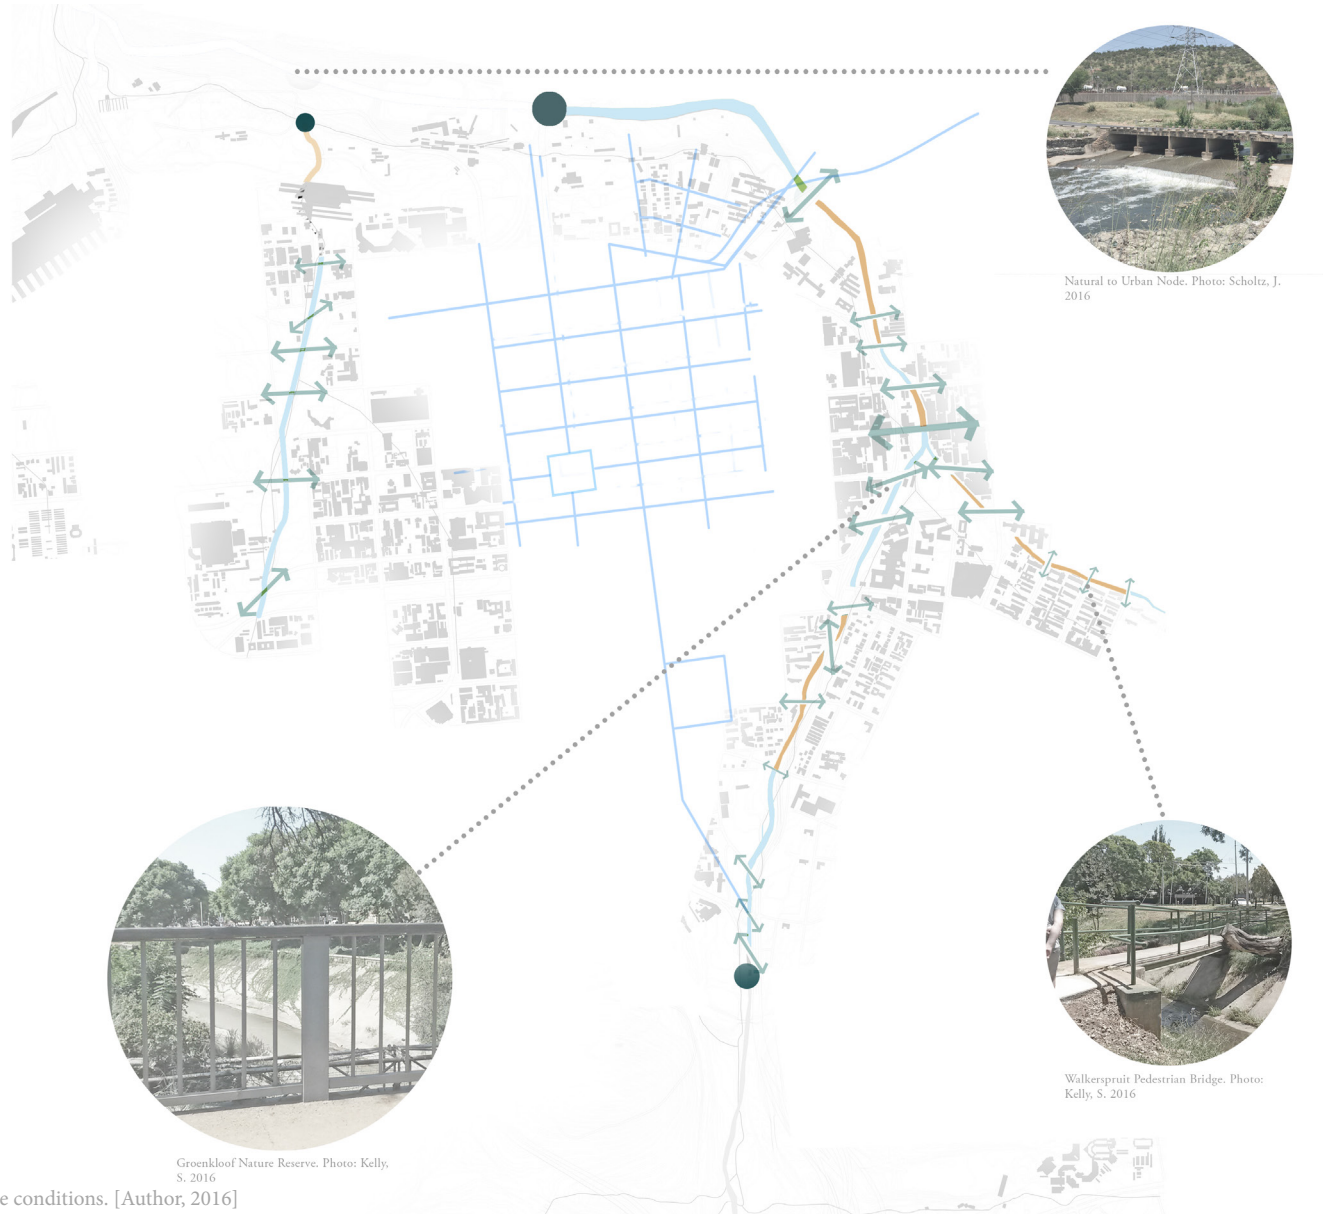 Natural to Urban Node. Photo: Scholtz, J.
2016
Walkerspruit Pedestrian Bridge. Photo:
Kelly, S. 2016
Groenkloof Nature Reserve. Photo: Kelly,
S. 2016
e conditions. [Author, 2016]